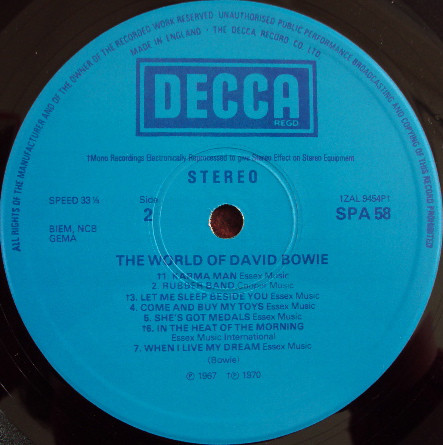 ALL RIGHTS OF THE MANUFACTURER AND OF THE OWNER OF THE RECORDED WORK RESERVED. UNAUTHORISED PUBLIC PERFORMANCE BROADCASTING AND COPYING OF THIS RECORD PROHIBITED
MADE IN ENGLAND · THE DECCA RECORD CO. LTD.
DECCA
REGD
Mono Recordings Electronically Reprocessed to give Stereo Effect on Stereo Equipment
STEREO
SPEED 33⅓
Side
2
1ZAL 9454P1
SPA 58
BIEM, NCB
GEMA
THE WORLD OF DAVID BOWIE
11. KARMA MAN Essex Music
2. RUBBER BAND Music
13. LET ME SLEEP BESIDE YOU Essex Music
4. COME AND BUY MY TOYS Essex Music
SHE'S GOT MEDALS Essex Music
IN THE HEAT OF THE MORNING
Essex Music International
7. WHEN I LIVE MY DREAM Essex Music
(Bowie)
℗ 1967 1℗ 1970